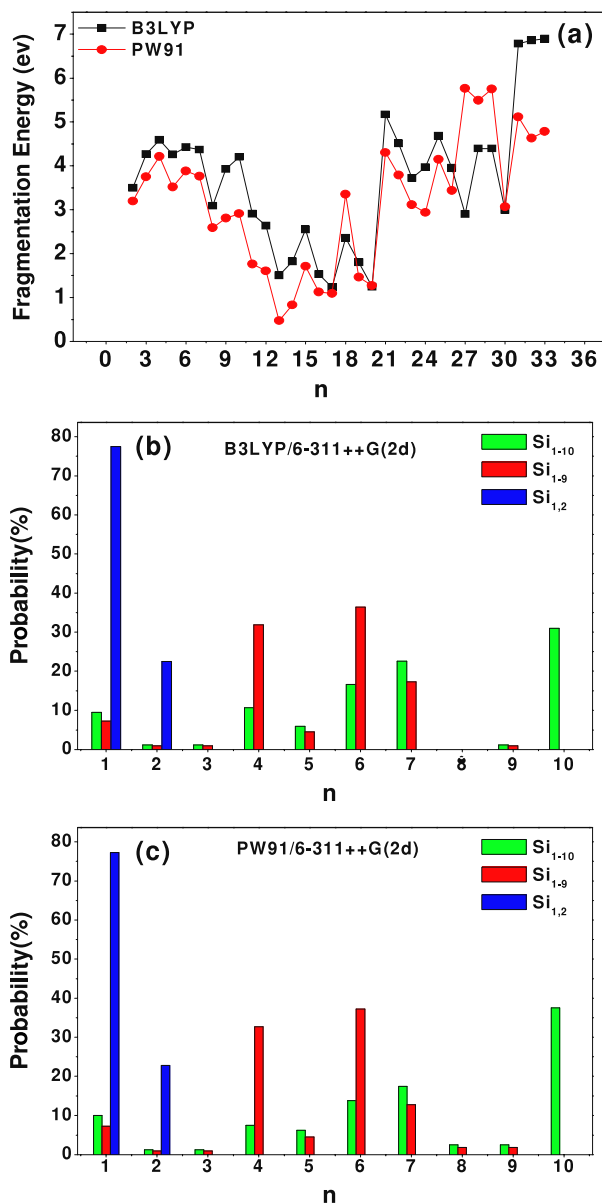 B3LYP
PW91
(a)
Fragmentation Energy (ev)
7
6
5
4
3
2
1
0
0 3 6 9 12 15 18 21 24 27 30 33 36
n
(b)
B3LYP/6-311++G(2d)
Si1-10
Si1-9
Si1,2
Probability(%)
80
70
60
50
40
30
20
10
0
1 2 3 4 5 6 7 8 9 10
n
(c)
PW91/6-311++G(2d)
Si1-10
Si1-9
Si1,2
Probability(%)
80
70
60
50
40
30
20
10
0
1 2 3 4 5 6 7 8 9 10
n